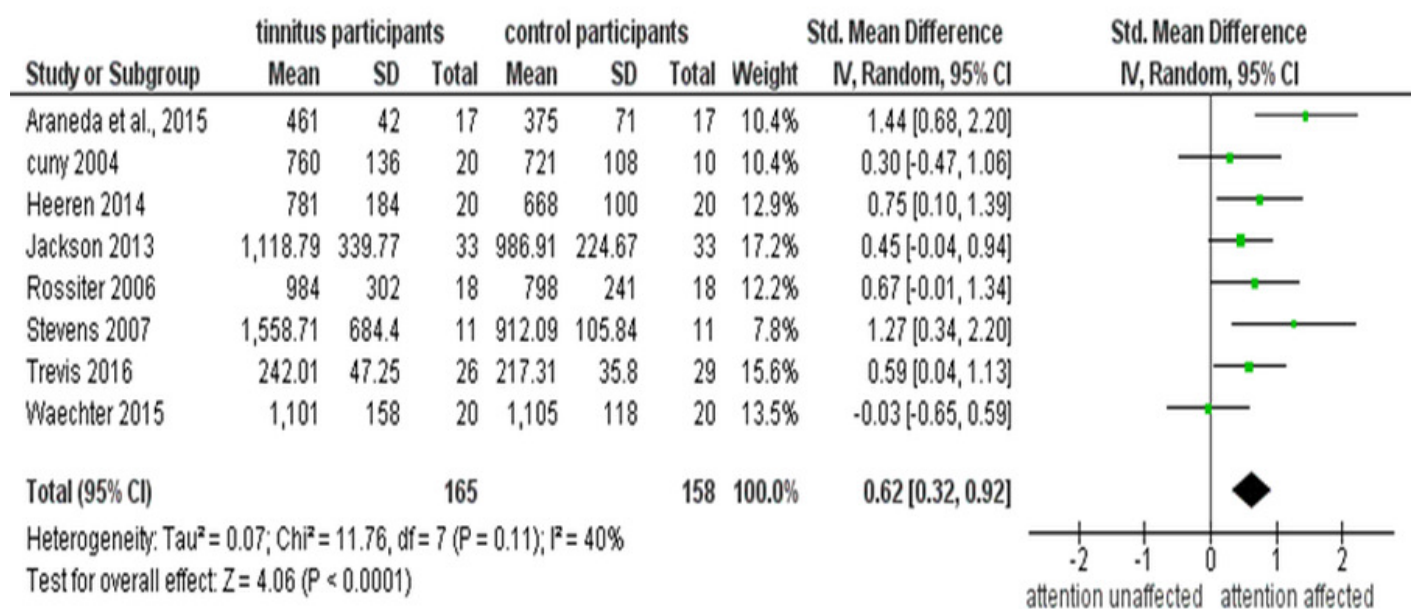 tinnitus participants control participants Std. Mean Difference Std. Mean Difference
Study or Subgroup Mean SD Total Mean SD Total Weight IV, Random, 95% CI IV, Random, 95% CI
Araneda et al., 2015 461 42 17 375 71 17 10.4% 1.44 [0.68, 2.20]
cuny 2004 760 136 20 721 108 10 10.4% 0.30 [-0.47, 1.06]
Heeren 2014 781 184 20 668 100 20 12.9% 0.75 [0.10, 1.39]
Jackson 2013 1,118.79 339.77 33 986.91 224.67 33 17.2% 0.45 [-0.04, 0.94]
Rossiter 2006 984 302 18 798 241 18 12.2% 0.67 [-0.01, 1.34]
Stevens 2007 1,558.71 684.4 11 912.09 105.84 11 7.8% 1.27 [0.34, 2.20]
Trevis 2016 242.01 47.25 26 217.31 35.8 29 15.6% 0.59 [0.04, 1.13]
Waechter 2015 1,101 158 20 1,105 118 20 13.5% -0.03 [-0.65, 0.59]
Total (95% CI) 165 158 100.0% 0.62 [0.32, 0.92]
Heterogeneity: Tau² = 0.07; Chi² = 11.76, df = 7 (P = 0.11); I² = 40%
Test for overall effect: Z = 4.06 (P < 0.0001)
-2 -1 0 1 2
attention unaffected attention affected